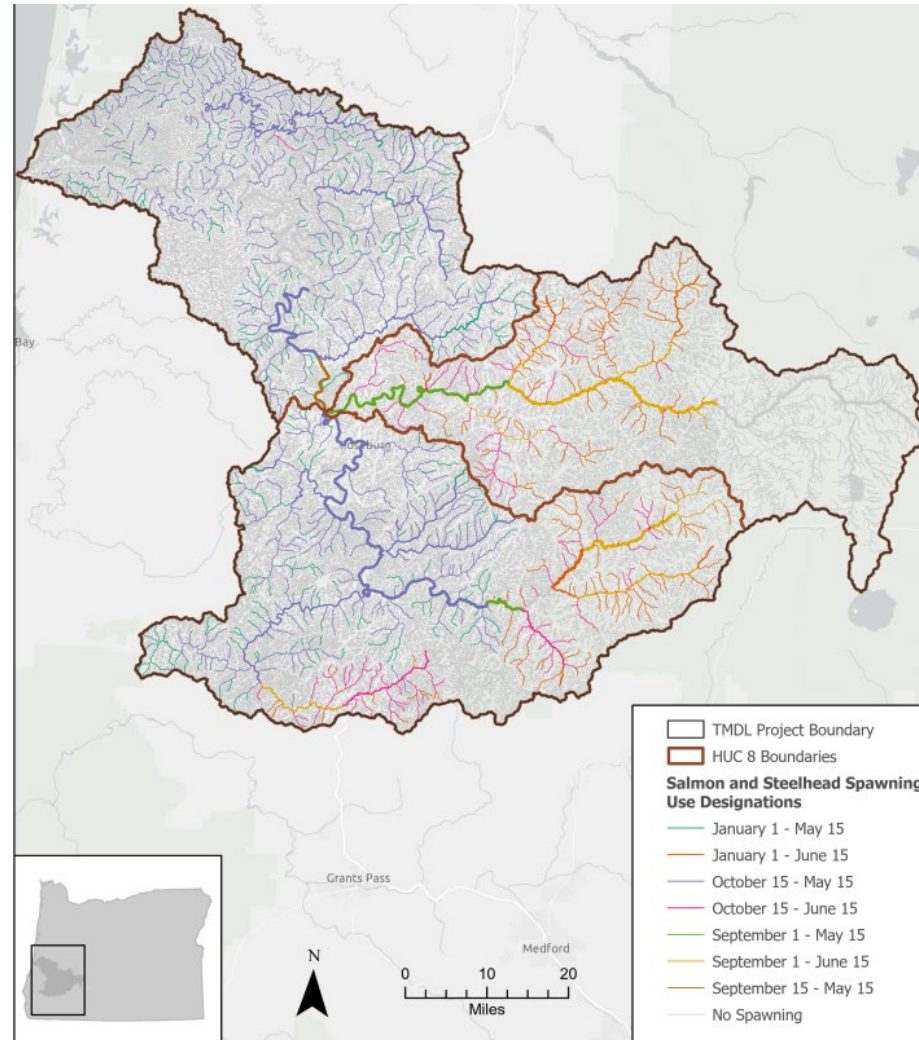 Bay
Roseburg
TMDL Project Boundary
HUC 8 Boundaries
Salmon and Steelhead Spawning
Use Designations
January 1 - May 15
January 1 - June 15
October 15 - May 15
October 15 - June 15
September 1 - May 15
September 1 - June 15
September 15 - May 15
No Spawning
Grants Pass
Medford
N
0 10 20
Miles